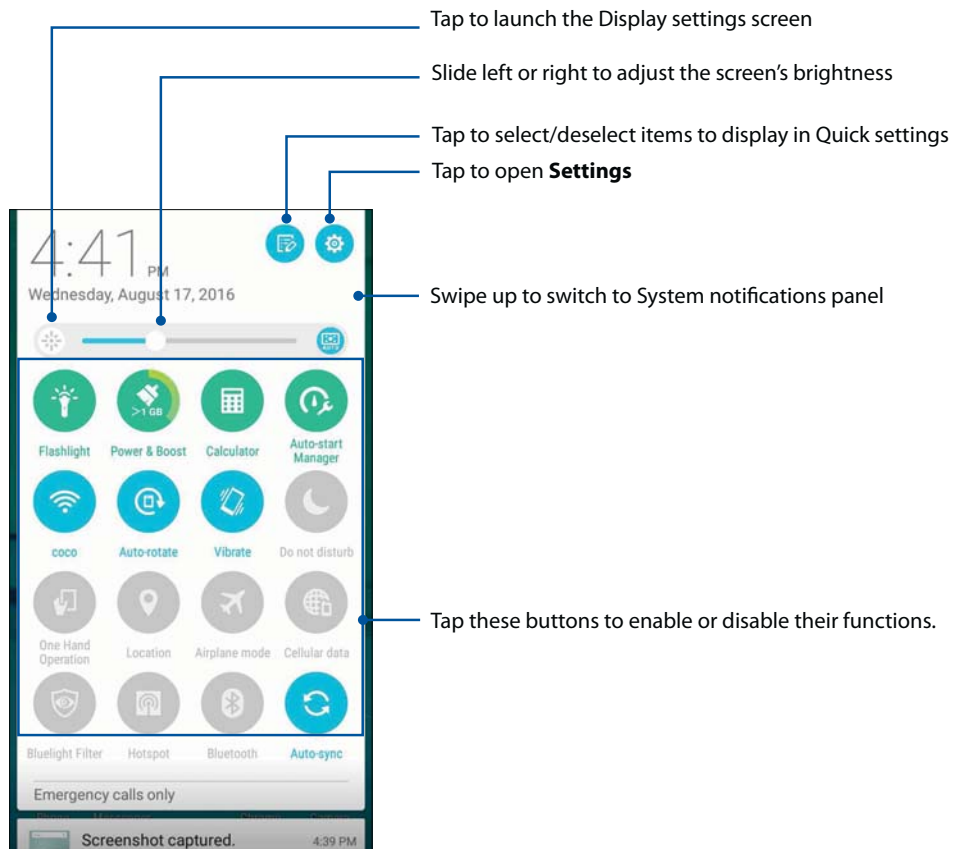 Tap to launch the Display settings screen
Slide left or right to adjust the screen's brightness
Tap to select/deselect items to display in Quick settings
Tap to open Settings
4:41 PM
Wednesday, August 17, 2016
Swipe up to switch to System notifications panel
AUTO
>1 GB
Flashlight Power & Boost Calculator Auto-start
Manager
coco Auto-rotate Vibrate Do not disturb
Tap these buttons to enable or disable their functions.
One Hand
Operation Location Airplane mode Cellular data
Bluelight Filter Hotspot Bluetooth Auto-sync
Emergency calls only
Screenshot captured. 4:39 PM